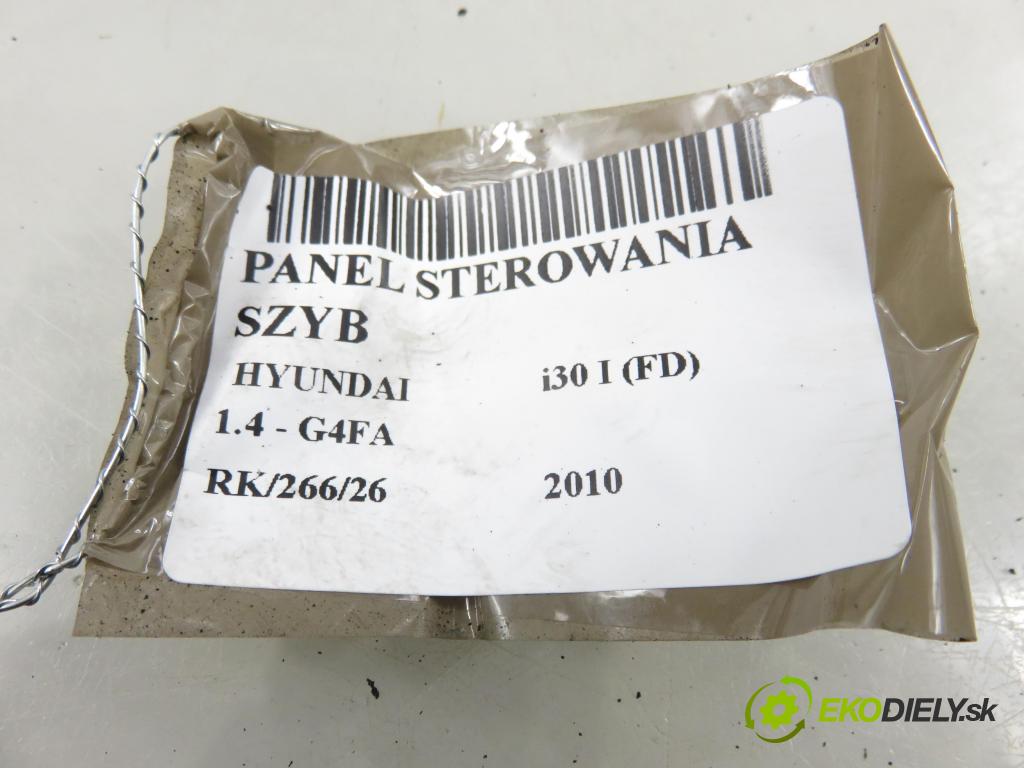 PANEL STEROWANIA
SZYB
HYUNDAI i30 I (FD)
1.4 - G4FA
RK/266/26 2010
EKODIELY.sk